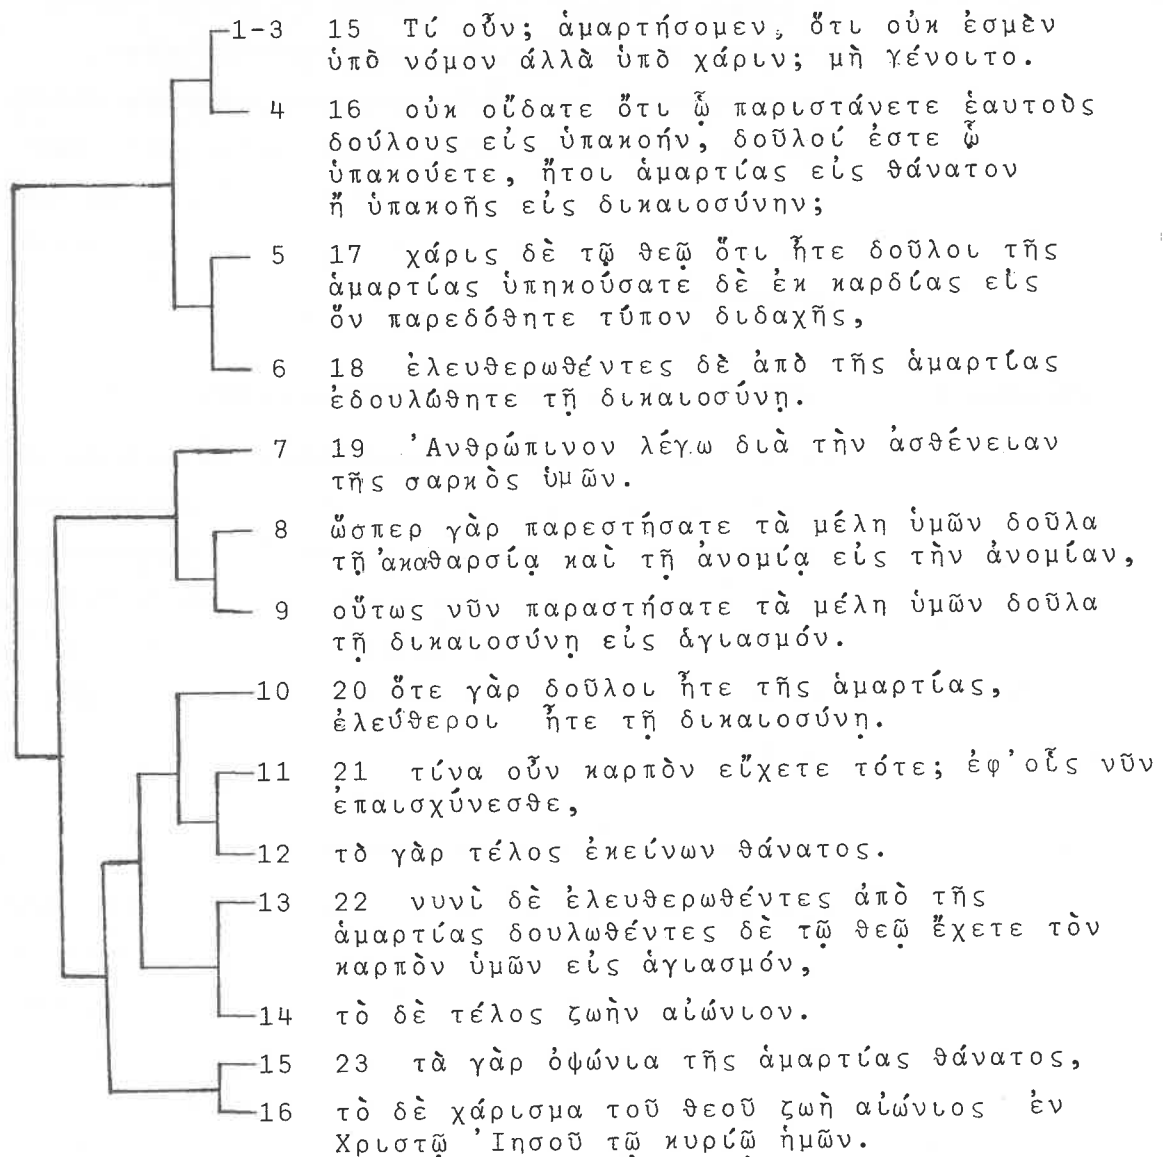 1-3 15 Τί οὖν; ἁμαρτήσομεν, ὅτι οὐκ ἐσμὲν
ὑπὸ νόμον ἀλλὰ ὑπὸ χάριν; μὴ γένοιτο.
4 16 οὐκ οἴδατε ὅτι ᾧ παριστάνετε ἑαυτοὺς
δούλους εἰς ὑπακοήν, δοῦλοί ἐστε ᾧ
ὑπακούετε, ἤτοι ἁμαρτίας εἰς θάνατον
ἢ ὑπακοῆς εἰς δικαιοσύνην;
5 17 χάρις δὲ τῷ θεῷ ὅτι ἦτε δοῦλοι τῆς
ἁμαρτίας ὑπηκούσατε δὲ ἐκ καρδίας εἰς
ὃν παρεδόθητε τύπον διδαχῆς,
6 18 ἐλευθερωθέντες δὲ ἀπὸ τῆς ἁμαρτίας
ἐδουλώθητε τῇ δικαιοσύνῃ.
7 19 Ἀνθρώπινον λέγω διὰ τὴν ἀσθένειαν
τῆς σαρκὸς ὑμῶν.
8 ὥσπερ γὰρ παρεστήσατε τὰ μέλη ὑμῶν δοῦλα
τῇ ἀκαθαρσίᾳ καὶ τῇ ἀνομίᾳ εἰς τὴν ἀνομίαν,
9 οὕτως νῦν παραστήσατε τὰ μέλη ὑμῶν δοῦλα
τῇ δικαιοσύνῃ εἰς ἁγιασμόν.
10 20 ὅτε γὰρ δοῦλοι ἦτε τῆς ἁμαρτίας,
ἐλεύθεροι ἦτε τῇ δικαιοσύνῃ.
11 21 τίνα οὖν καρπὸν εἴχετε τότε; ἐφ'οἷς νῦν
ἐπαισχύνεσθε,
12 τὸ γὰρ τέλος ἐκείνων θάνατος.
13 22 νυνὶ δὲ ἐλευθερωθέντες ἀπὸ τῆς
ἁμαρτίας δουλωθέντες δὲ τῷ θεῷ ἔχετε τὸν
καρπὸν ὑμῶν εἰς ἁγιασμόν,
14 τὸ δὲ τέλος ζωὴν αἰώνιον.
15 23 τὰ γὰρ ὀψώνια τῆς ἁμαρτίας θάνατος,
16 τὸ δὲ χάρισμα τοῦ θεοῦ ζωὴ αἰώνιος ἐν
Χριστῷ Ἰησοῦ τῷ κυρίῳ ἡμῶν.